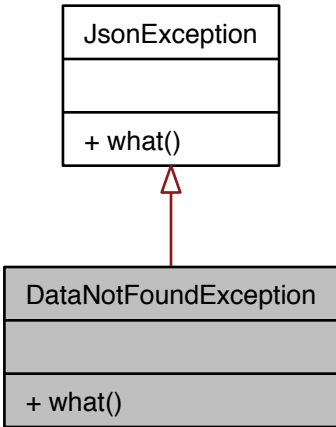 JsonException
+ what()
DataNotFoundException
+ what()